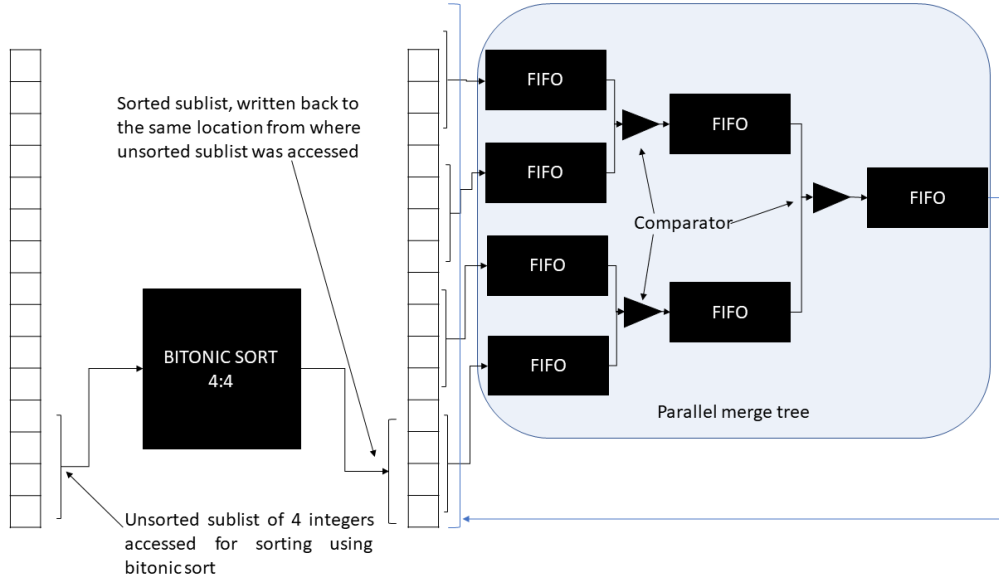 FIFO
Sorted sublist, written back to
the same location from where
unsorted sublist was accessed
FIFO
FIFO
FIFO
Comparator
FIFO
FIFO
BITONIC SORT
4:4
FIFO
FIFO
Parallel merge tree
Unsorted sublist of 4 integers
accessed for sorting using
bitonic sort